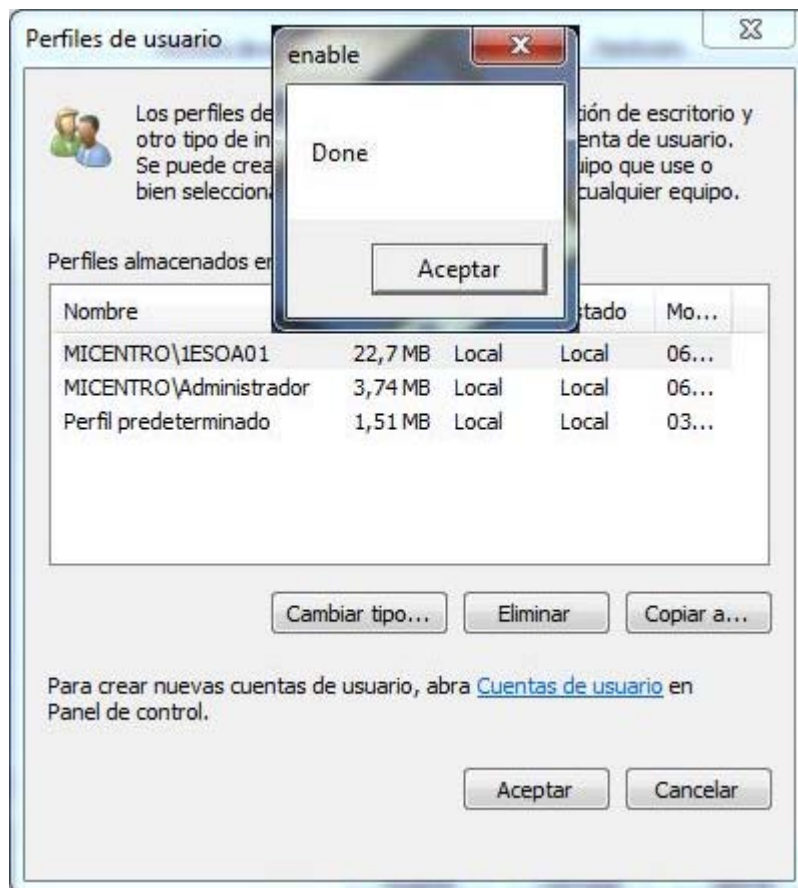 Perfiles de usuario
enable
Done
Aceptar
Los perfiles de ión de escritorio y
otro tipo de in enta de usuario.
Se puede crea ipo que use o
bien selecciona cualquier equipo.
Perfiles almacenados en
Nombre stado Mo...
MICENTRO\1ESOA01 22,7 MB Local Local 06...
MICENTRO\Administrador 3,74 MB Local Local 06...
Perfil predeterminado 1,51 MB Local Local 03...
Cambiar tipo... Eliminar Copiar a...
Para crear nuevas cuentas de usuario, abra Cuentas de usuario en
Panel de control.
Aceptar Cancelar